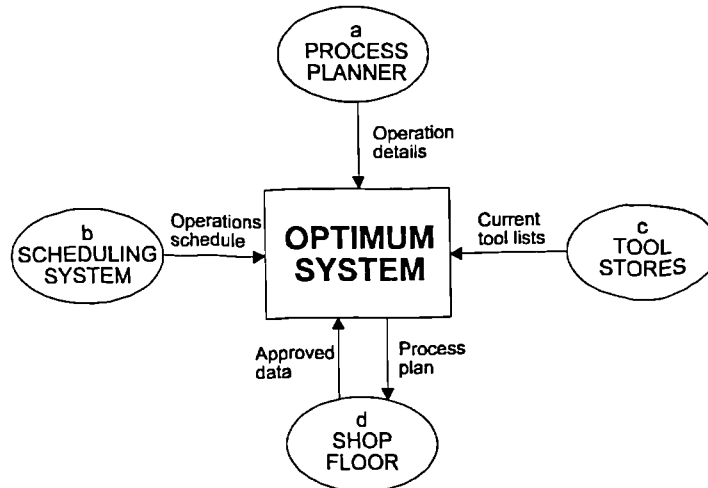 a
PROCESS
PLANNER
Operation
details
b
SCHEDULING
SYSTEM
Operations
schedule
OPTIMUM
SYSTEM
Current
tool lists
c
TOOL
STORES
Approved
data
Process
plan
d
SHOP
FLOOR